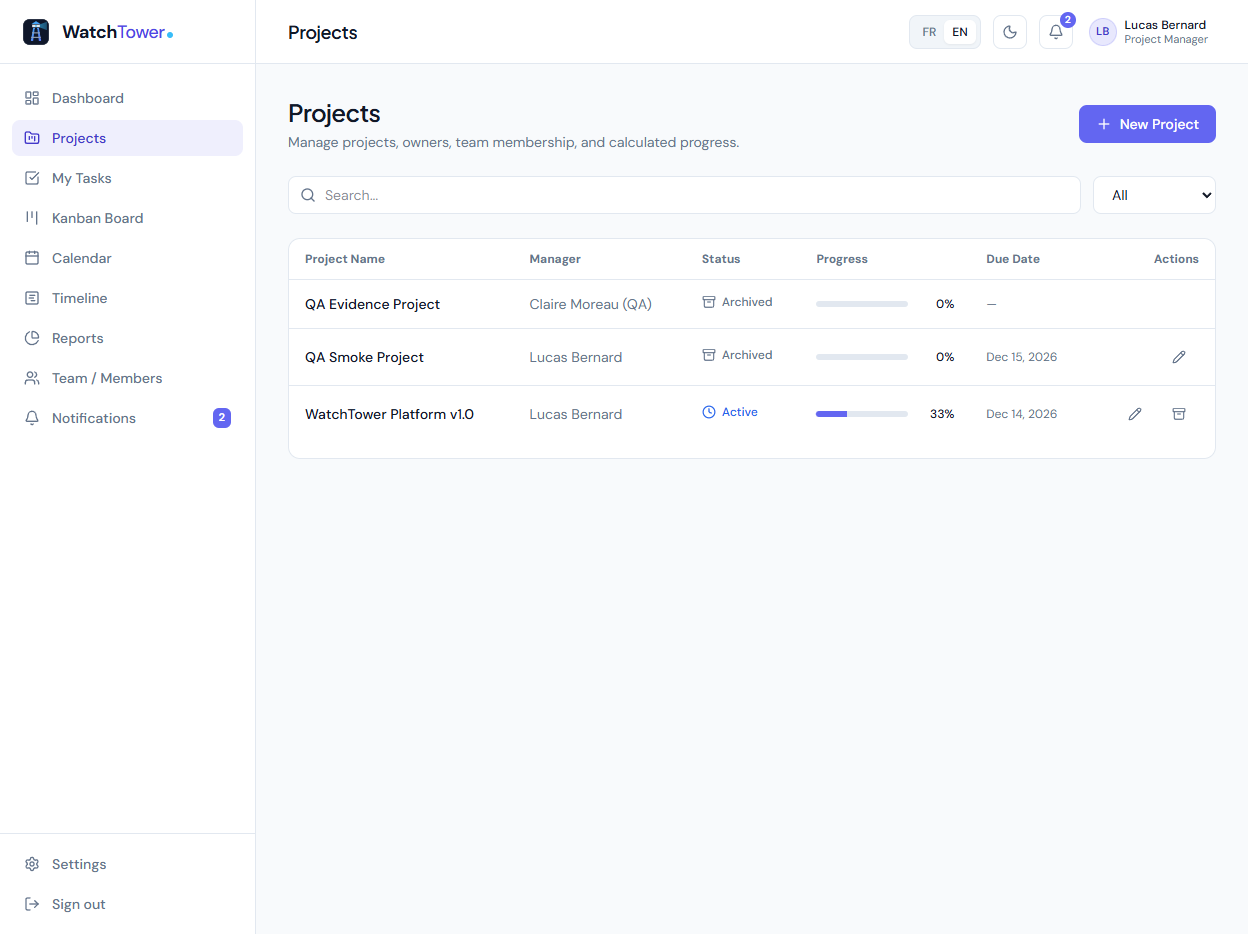 WatchTower
Projects
FR EN
2
LB
Lucas Bernard
Project Manager
Dashboard
Projects
My Tasks
Kanban Board
Calendar
Timeline
Reports
Team / Members
Notifications 2
Settings
Sign out
Projects
Manage projects, owners, team membership, and calculated progress.
+ New Project
Search...
All
Project Name Manager Status Progress Due Date Actions
QA Evidence Project Claire Moreau (QA) Archived 0% —
QA Smoke Project Lucas Bernard Archived 0% Dec 15, 2026
WatchTower Platform v1.0 Lucas Bernard Active 33% Dec 14, 2026